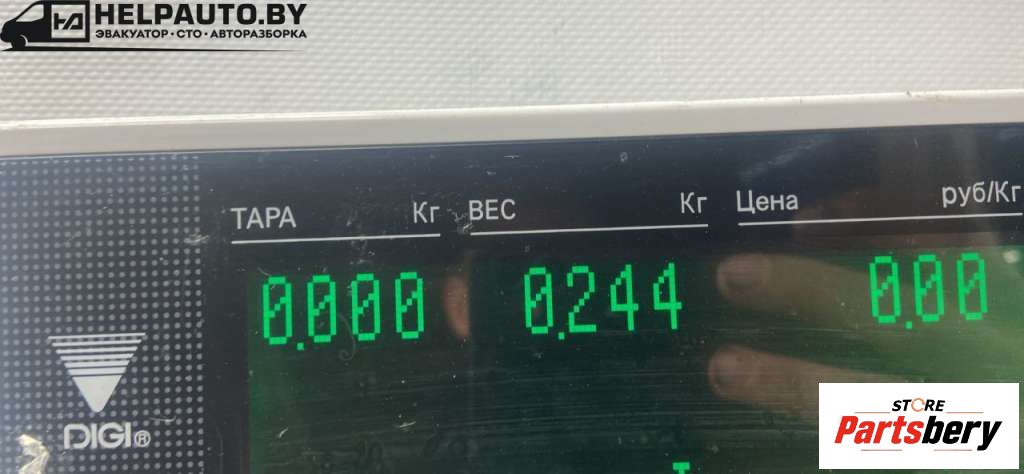 HELPAUTO.BY
ЭВАКУАТОР•СТО•АВТОРАЗБОРКА
ТАРА Кг ВЕС Кг Цена руб/Кг
0.000 0.244 0.00
DIGI®
STORE
Partsbery